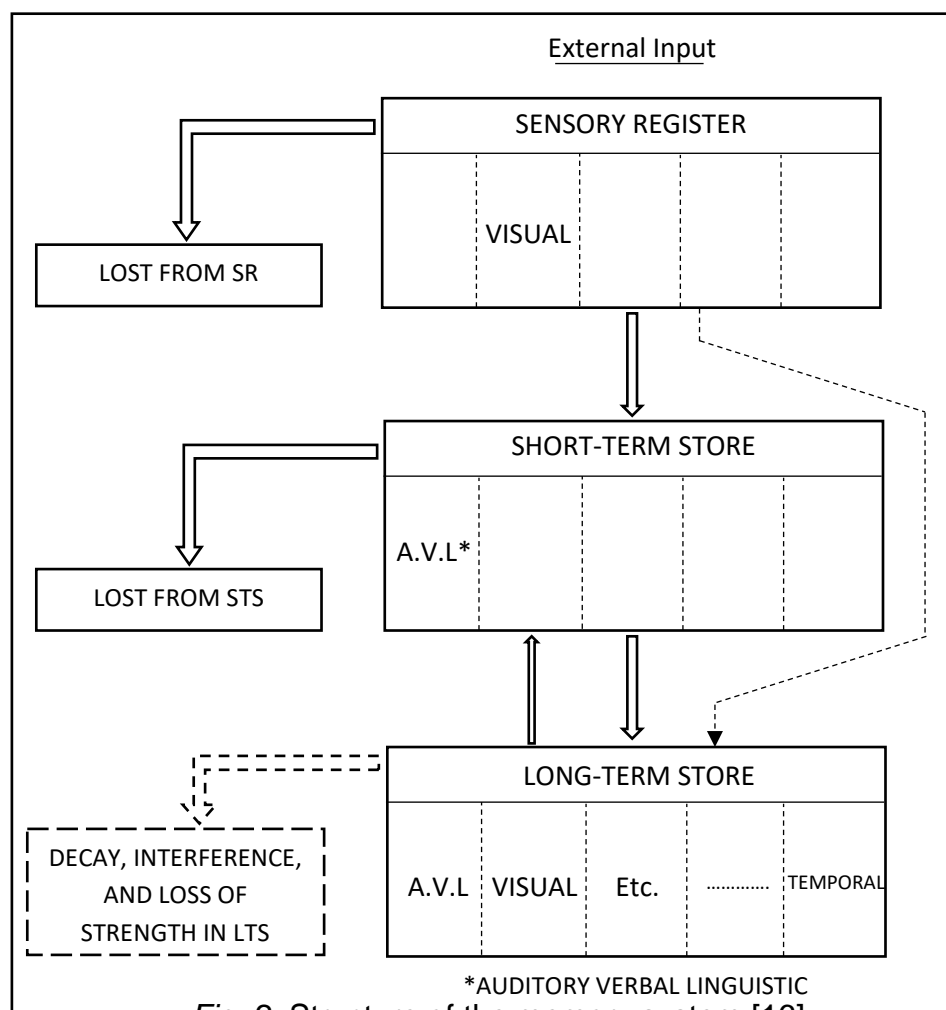 External Input
SENSORY REGISTER
VISUAL
LOST FROM SR
SHORT-TERM STORE
A.V.L*
LOST FROM STS
LONG-TERM STORE
DECAY, INTERFERENCE,
AND LOSS OF
STRENGTH IN LTS
A.V.L VISUAL Etc. ............. TEMPORAL
*AUDITORY VERBAL LINGUISTIC